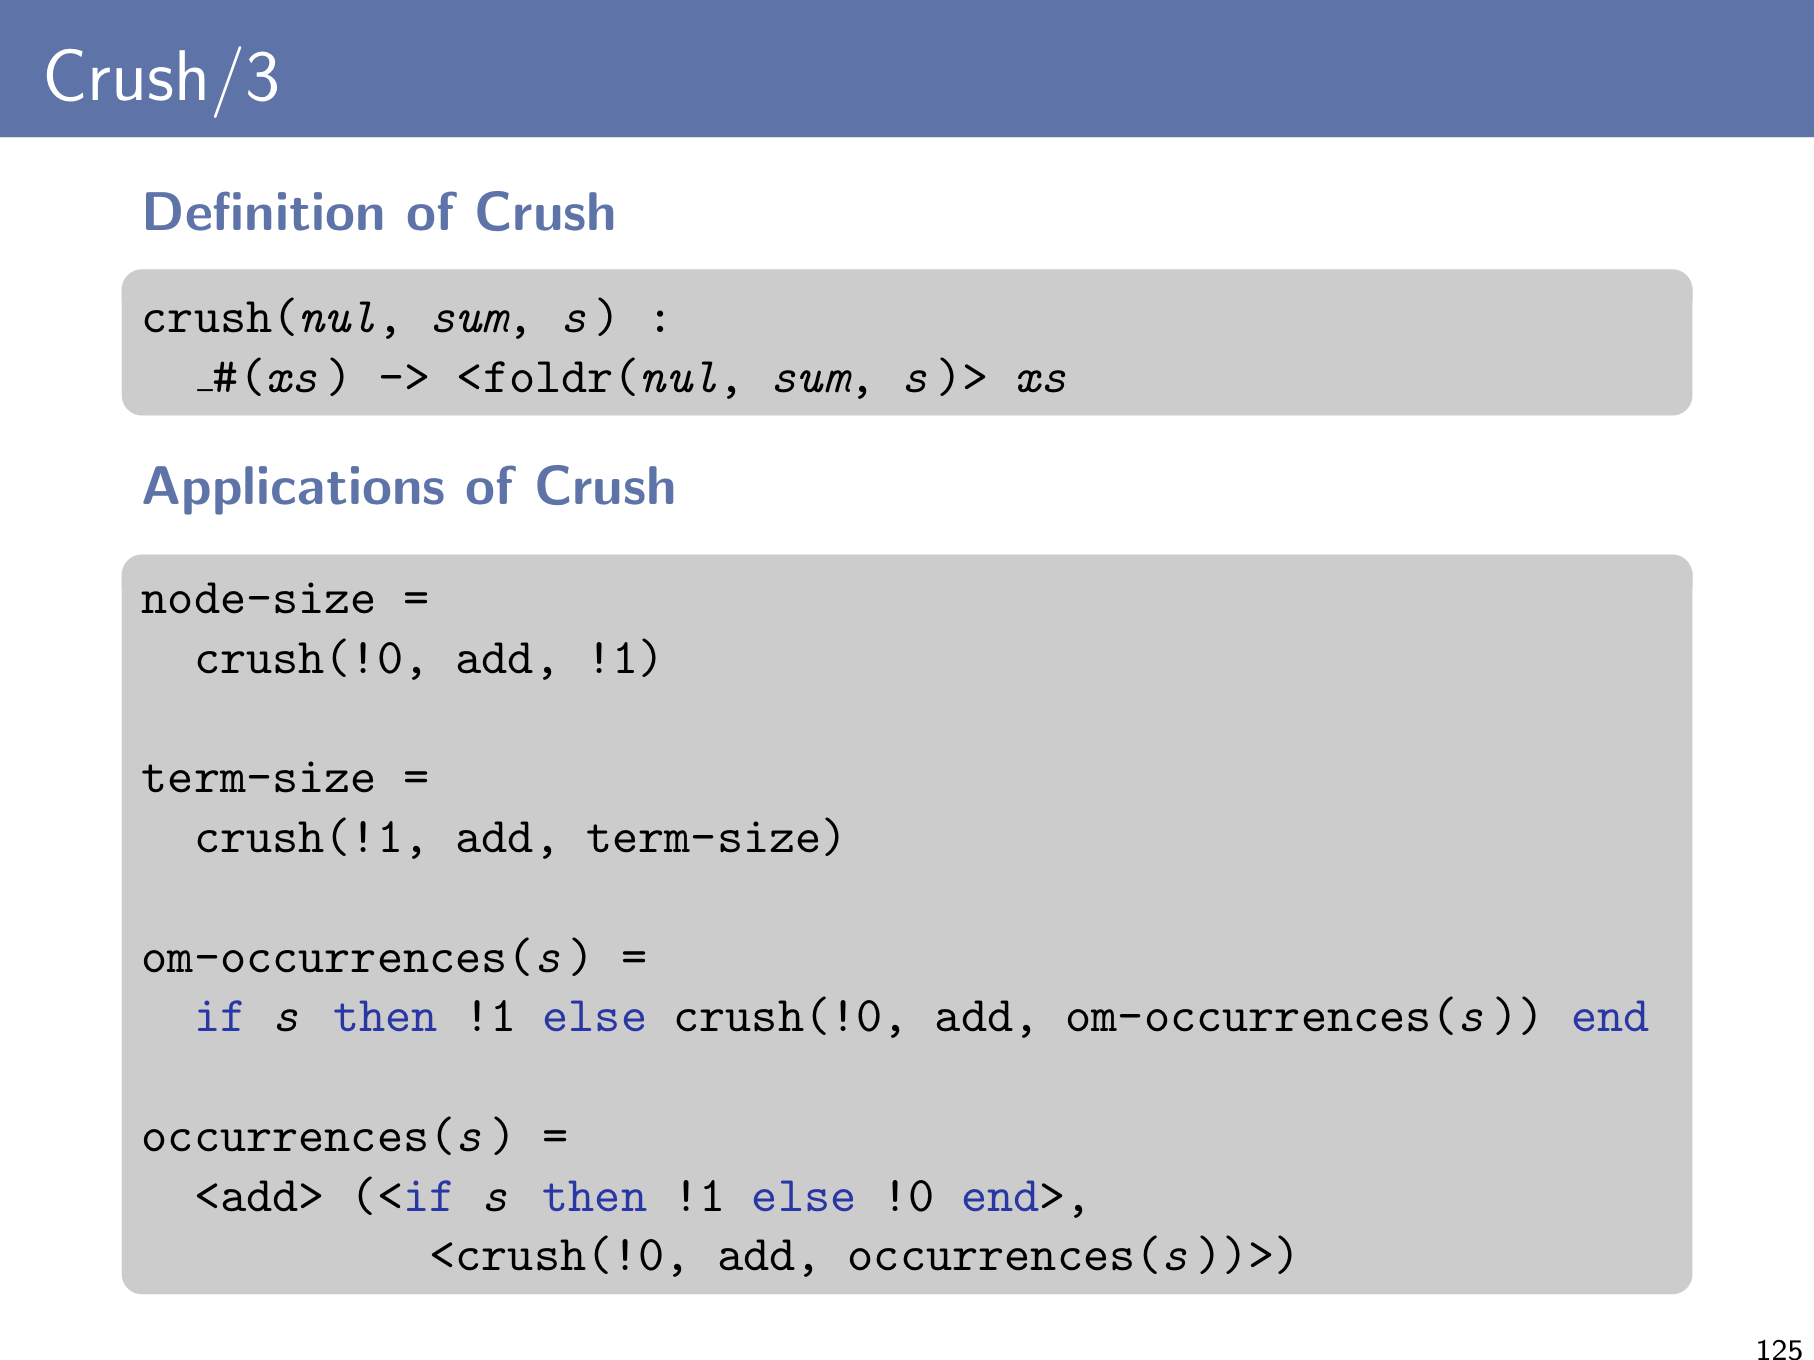 Crush/3
Definition of Crush
crush(nul, sum, s) :
  _#(xs) -> <foldr(nul, sum, s)> xs
Applications of Crush
node-size =
  crush(!0, add, !1)
term-size =
  crush(!1, add, term-size)
om-occurrences(s) =
  if s then !1 else crush(!0, add, om-occurrences(s)) end
occurrences(s) =
  <add> (<if s then !1 else !0 end>,
         <crush(!0, add, occurrences(s))>)
125